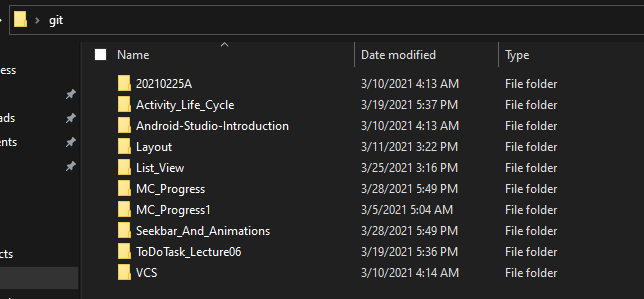 git
Name Date modified Type
ess
20210225A 3/10/2021 4:13 AM File folder
Activity_Life_Cycle 3/19/2021 5:37 PM File folder
ads
Android-Studio-Introduction 3/10/2021 4:13 AM File folder
ents
Layout 3/11/2021 3:22 PM File folder
List_View 3/25/2021 3:16 PM File folder
MC_Progress 3/28/2021 5:49 PM File folder
MC_Progress1 3/5/2021 5:04 AM File folder
Seekbar_And_Animations 3/28/2021 5:49 PM File folder
cts
ToDoTask_Lecture06 3/19/2021 5:36 PM File folder
VCS 3/10/2021 4:14 AM File folder